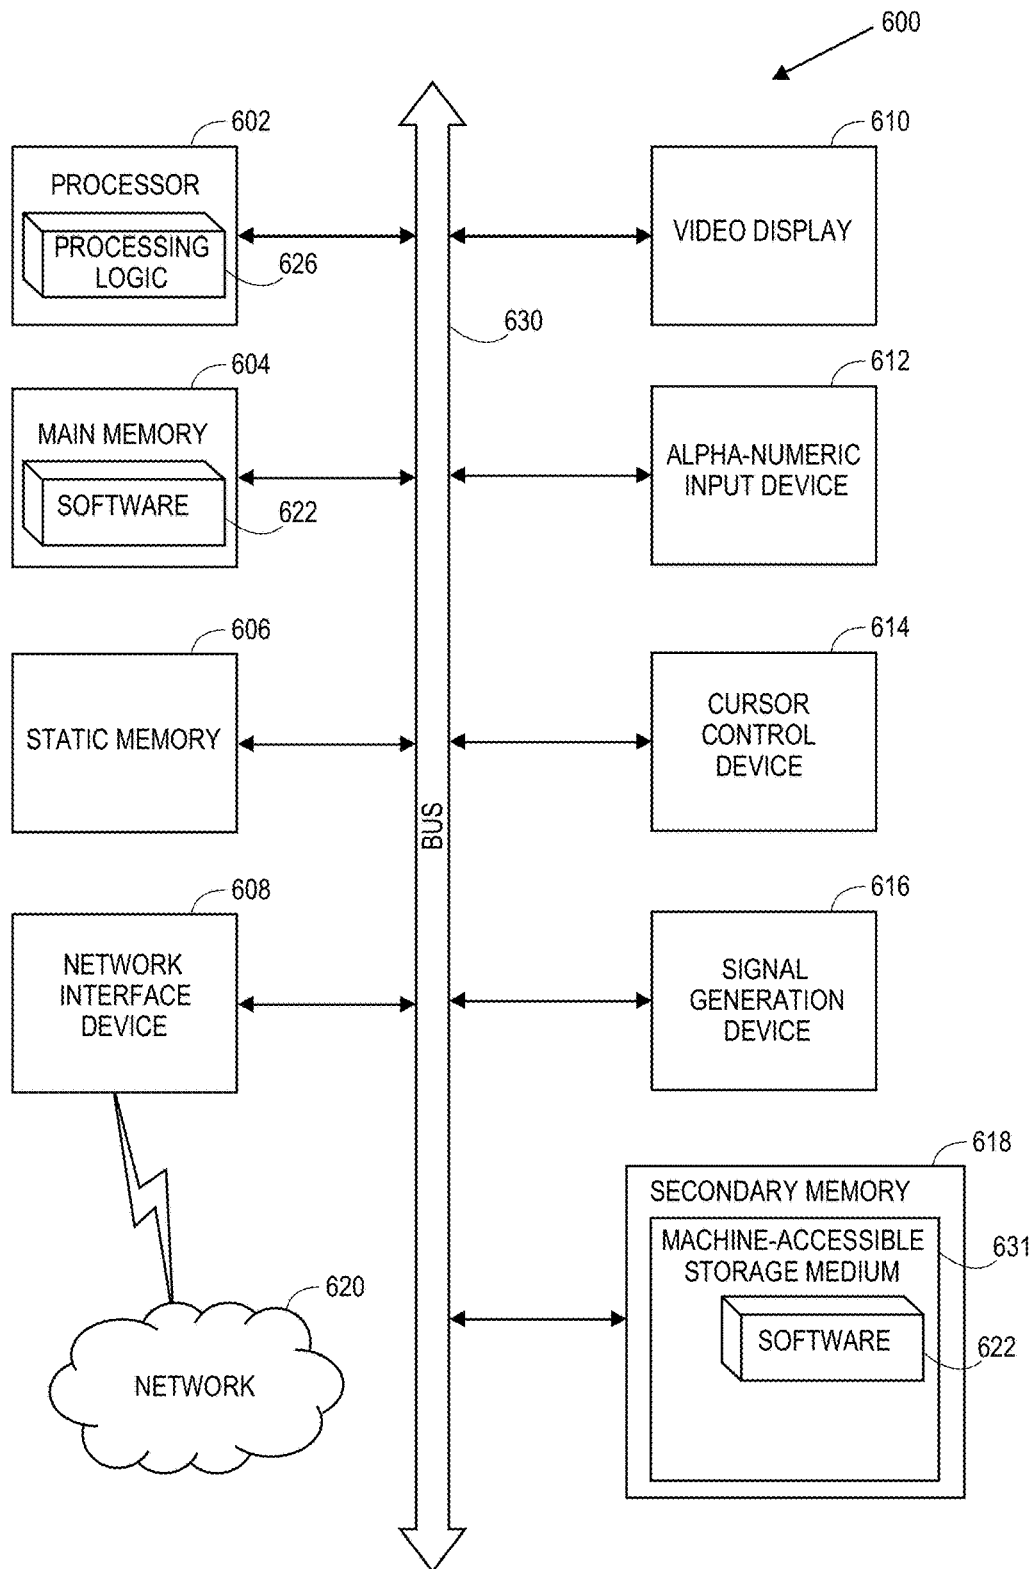 600
602
PROCESSOR
PROCESSING
LOGIC
626
610
VIDEO DISPLAY
630
604
MAIN MEMORY
SOFTWARE
622
612
ALPHA-NUMERIC
INPUT DEVICE
606
STATIC MEMORY
614
CURSOR
CONTROL
DEVICE
BUS
608
NETWORK
INTERFACE
DEVICE
616
SIGNAL
GENERATION
DEVICE
618
SECONDARY MEMORY
MACHINE-ACCESSIBLE
STORAGE MEDIUM
631
SOFTWARE
622
620
NETWORK